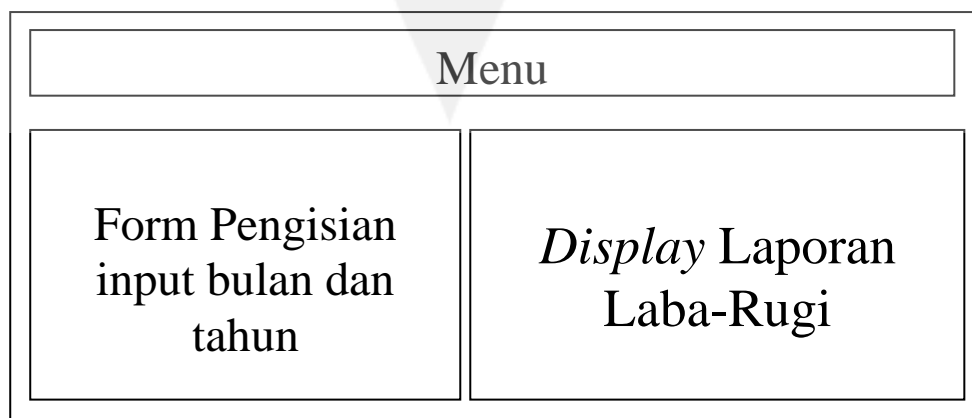 Menu
Form Pengisian
input bulan dan
tahun
Display Laporan
Laba-Rugi